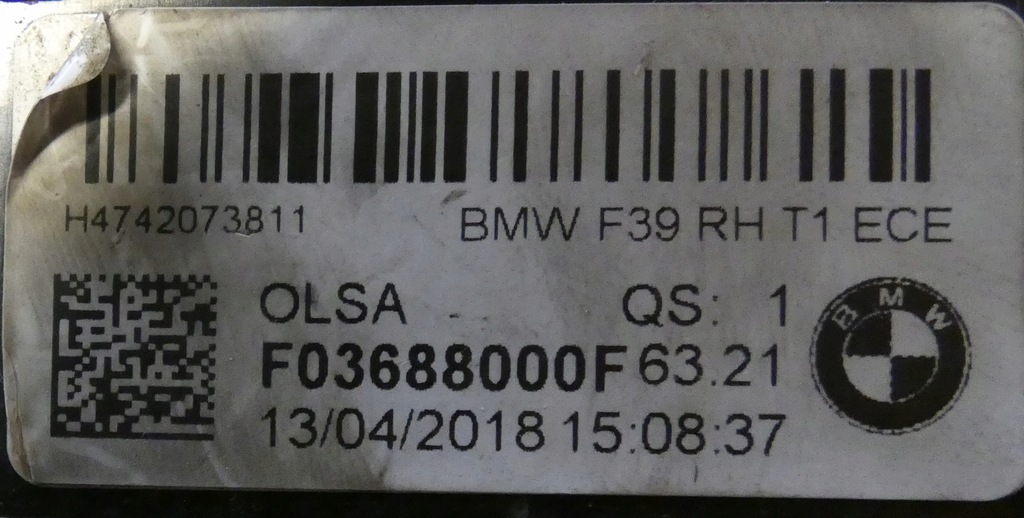 H4742073811 BMW F39 RH T1 ECE
OLSA QS: 1
F03688000F 63.21
13/04/2018 15:08:37
BMW